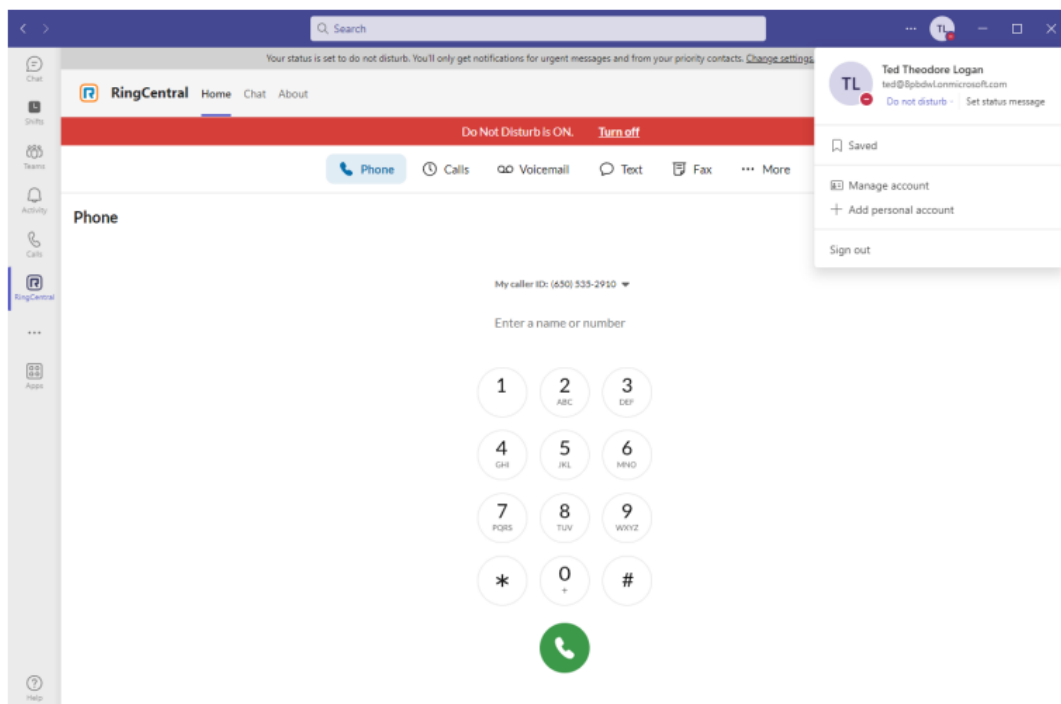 Search
TL
Your status is set to do not disturb. You'll only get notifications for urgent messages and from your priority contacts. Change settings.
Chat
Shifts
Teams
Activity
Calls
RingCentral
Apps
Help
RingCentral Home Chat About
Do Not Disturb is ON. Turn off
Phone Calls Voicemail Text Fax More
Phone
My caller ID: (650) 535-2910
Enter a name or number
1
2 ABC
3 DEF
4 GHI
5 JKL
6 MNO
7 PQRS
8 TUV
9 WXYZ
*
0 +
#
TL
Ted Theodore Logan
ted@8pbdwl.onmicrosoft.com
Do not disturb Set status message
Saved
Manage account
Add personal account
Sign out